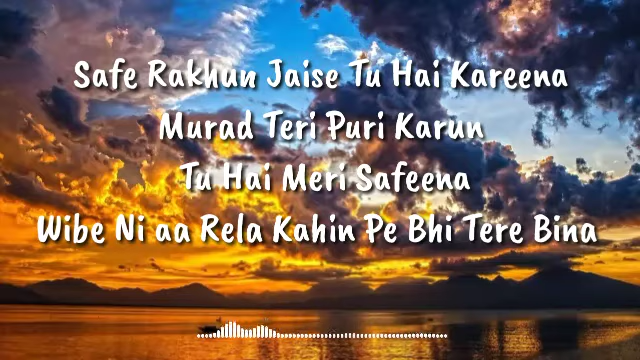 Safe Rakhun Jaise Tu Hai Kareena
Murad Teri Puri Karun
Tu Hai Meri Safeena
Wibe Ni aa Rela Kahin Pe Bhi Tere Bina